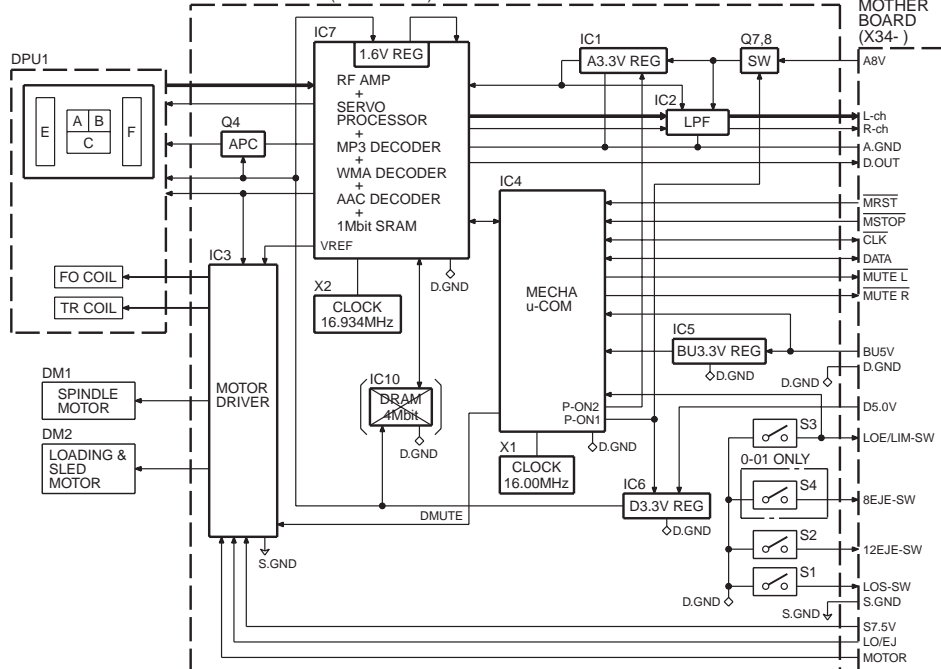 MOTHER
BOARD
(X34- )
DPU1
E
A
B
C
F
Q4
APC
IC7
1.6V REG
RF AMP
+
SERVO
PROCESSOR
+
MP3 DECODER
+
WMA DECODER
+
AAC DECODER
+
1Mbit SRAM
VREF
IC1
A3.3V REG
Q7,8
SW
A8V
IC2
LPF
L-ch
R-ch
A.GND
D.OUT
IC4
MECHA
u-COM
P-ON2
P-ON1
MRST
MSTOP
CLK
DATA
MUTE L
MUTE R
D.GND
X2
CLOCK
16.934MHz
IC3
MOTOR
DRIVER
FO COIL
TR COIL
DM1
SPINDLE
MOTOR
DM2
LOADING &
SLED
MOTOR
IC10
DRAM
4Mbit
D.GND
IC5
BU3.3V REG
D.GND
BU5V
D.GND
D.GND
D5.0V
X1
CLOCK
16.00MHz
D.GND
IC6
D3.3V REG
D.GND
DMUTE
S.GND
S3
LOE/LIM-SW
0-01 ONLY
S4
8EJE-SW
S2
12EJE-SW
S1
LOS-SW
D.GND
S.GND
S.GND
S7.5V
LO/EJ
MOTOR